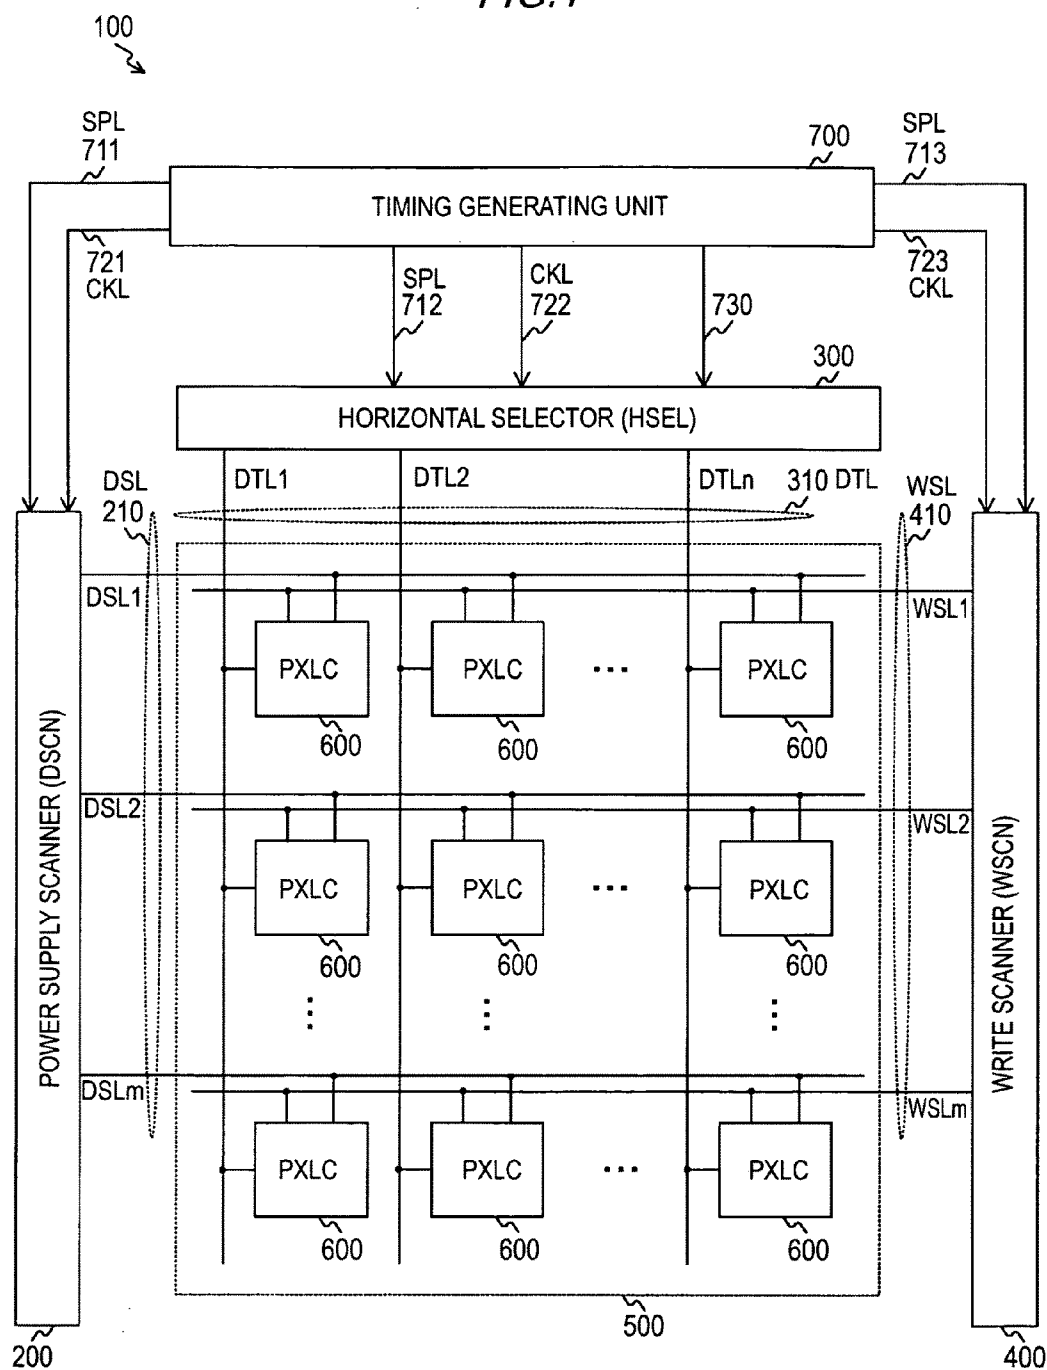 FIG.1
100
SPL
711
700
SPL
713
TIMING GENERATING UNIT
721
CKL
SPL
712
CKL
722
730
723
CKL
300
HORIZONTAL SELECTOR (HSEL)
DSL
210
DTL1
DTL2
DTLn
310 DTL
WSL
410
DSL1
WSL1
PXLC
PXLC
...
PXLC
600
600
600
DSL2
WSL2
PXLC
PXLC
...
PXLC
600
600
600
POWER SUPPLY SCANNER (DSCN)
WRITE SCANNER (WSCN)
DSLm
WSLm
PXLC
PXLC
...
PXLC
600
600
600
500
200
400